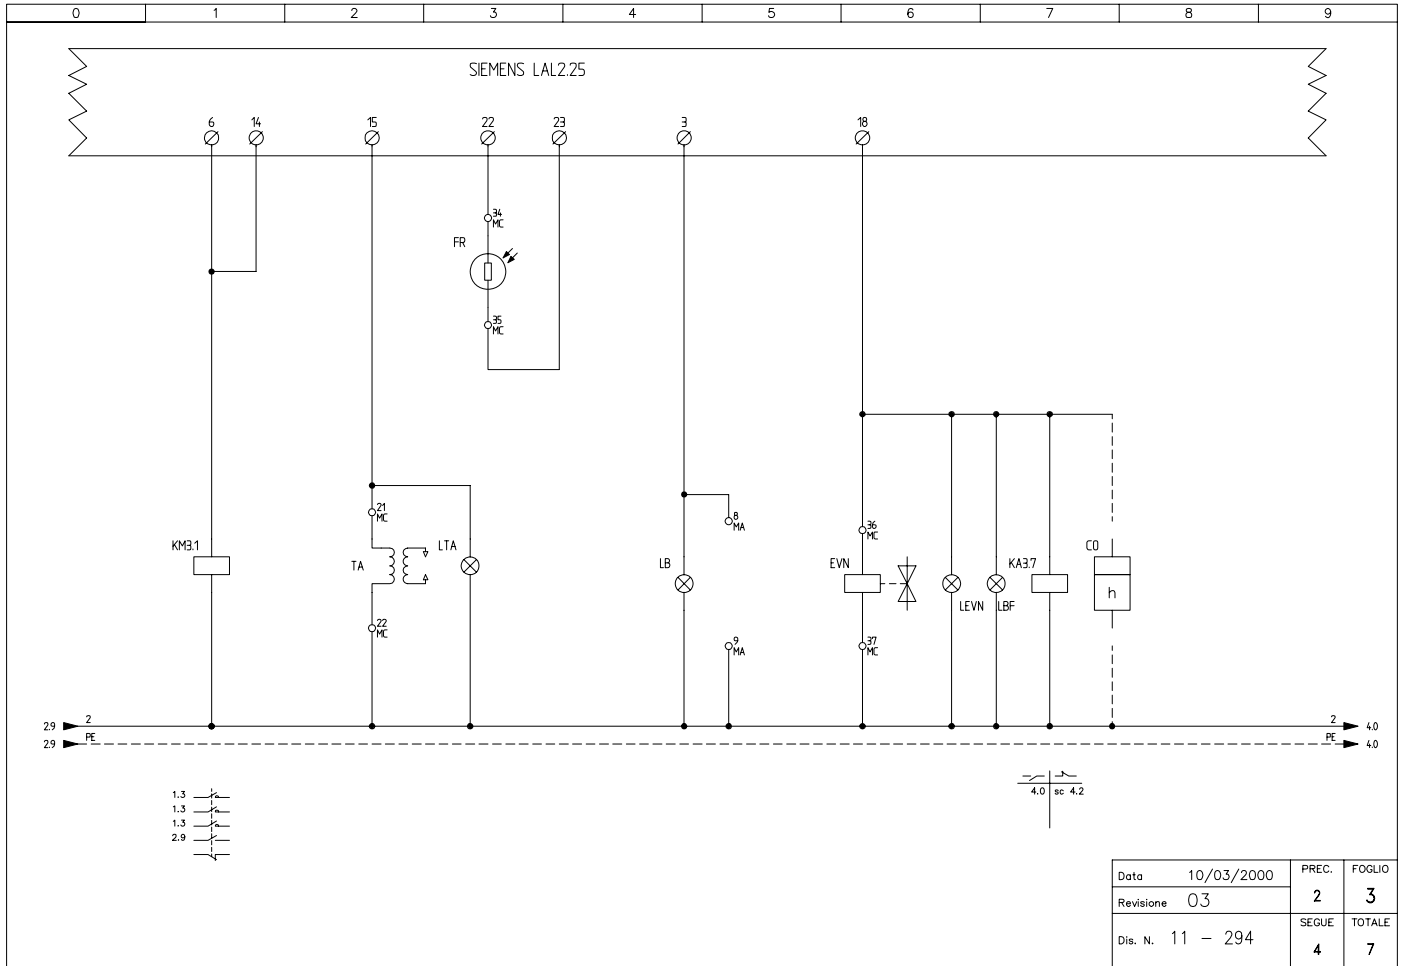 0 1 2 3 4 5 6 7 8 9
SIEMENS LAL2.25
6 14 15 22 23 3 18
34
MC
FR
35
MC
21
MC
8
MA
36
MC
KM3.1
TA
LTA
LB
EVN
KA3.7
CO
h
LEVN LBF
22
MC
9
MA
37
MC
2.9 2 2 4.0
2.9 PE PE 4.0
1.3
1.3
1.3
2.9
4.0 sc 4.2
Data 10/03/2000
PREC. FOGLIO
2 3
Revisione 03
SEGUE TOTALE
Dis. N. 11 - 294
4 7